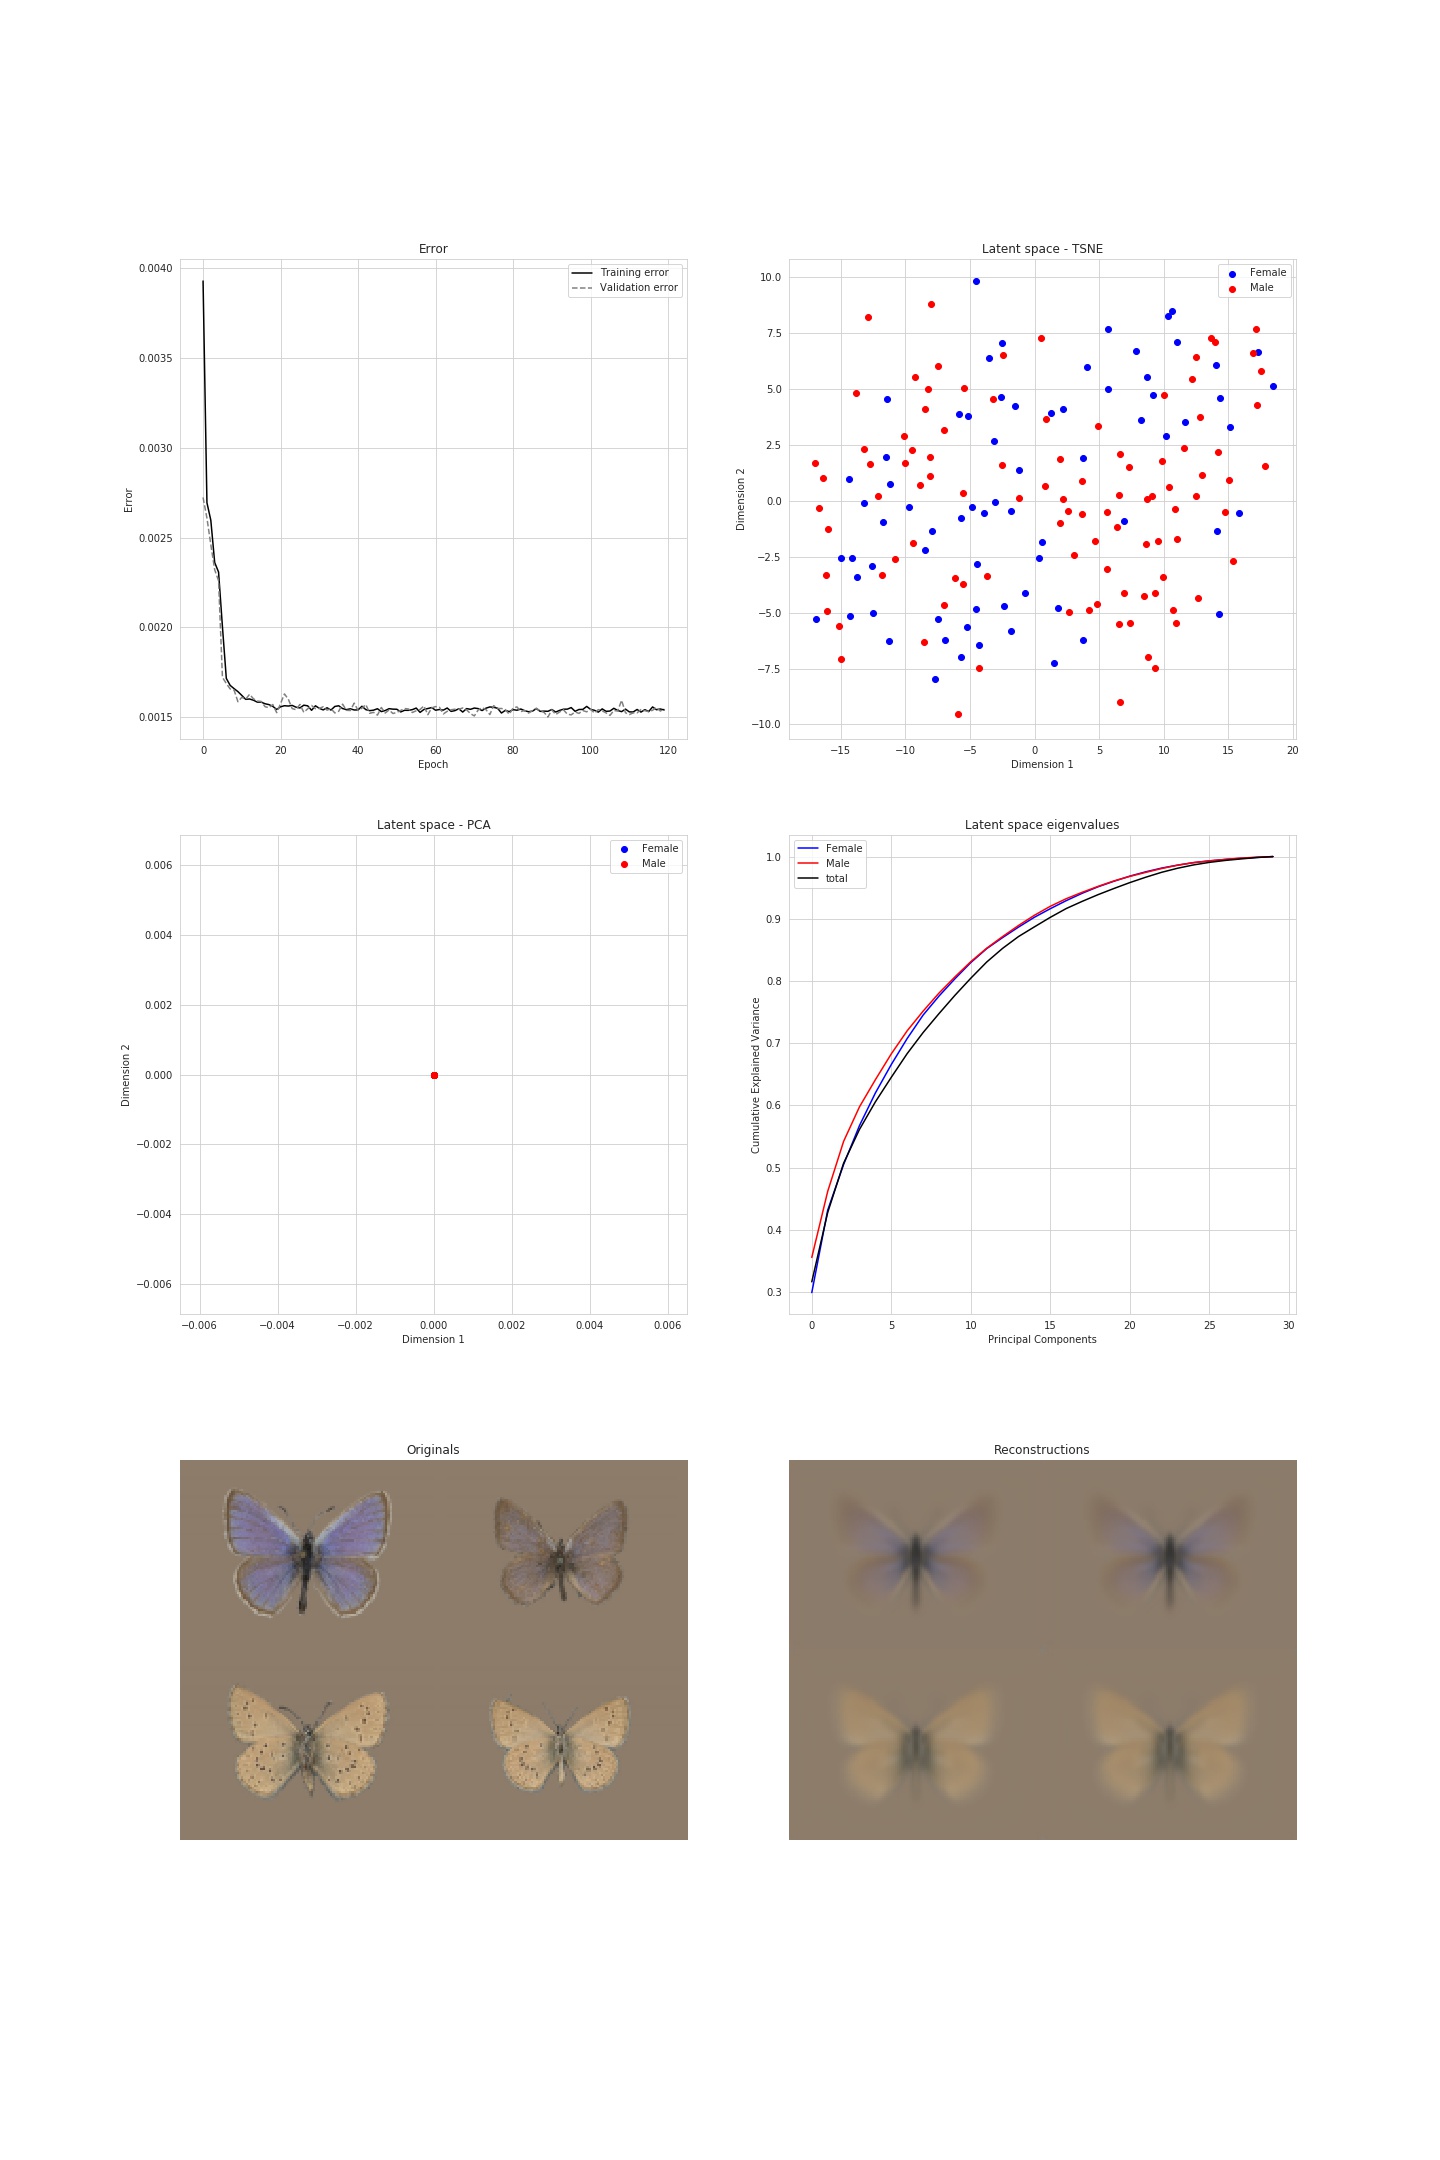 Error
Training error
Validation error
0.0040
0.0035
0.0030
0.0025
0.0020
0.0015
Error
0 20 40 60 80 100 120
Epoch
Latent space - TSNE
Female
Male
10.0
7.5
5.0
2.5
0.0
−2.5
−5.0
−7.5
−10.0
Dimension 2
−15 −10 −5 0 5 10 15 20
Dimension 1
Latent space - PCA
Female
Male
0.006
0.004
0.002
0.000
−0.002
−0.004
−0.006
Dimension 2
−0.006 −0.004 −0.002 0.000 0.002 0.004 0.006
Dimension 1
Latent space eigenvalues
Female
Male
total
1.0
0.9
0.8
0.7
0.6
0.5
0.4
0.3
Cumulative Explained Variance
0 5 10 15 20 25 30
Principal Components
Originals
Reconstructions